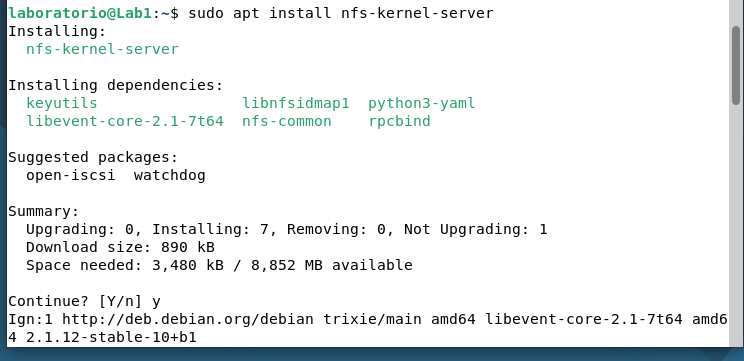 laboratorio@Lab1:~$ sudo apt install nfs-kernel-server
Installing:
  nfs-kernel-server

Installing dependencies:
  keyutils                libnfsidmap1  python3-yaml
  libevent-core-2.1-7t64  nfs-common    rpcbind

Suggested packages:
  open-iscsi  watchdog

Summary:
  Upgrading: 0, Installing: 7, Removing: 0, Not Upgrading: 1
  Download size: 890 kB
  Space needed: 3,480 kB / 8,852 MB available

Continue? [Y/n] y
Ign:1 http://deb.debian.org/debian trixie/main amd64 libevent-core-2.1-7t64 amd6
4 2.1.12-stable-10+b1